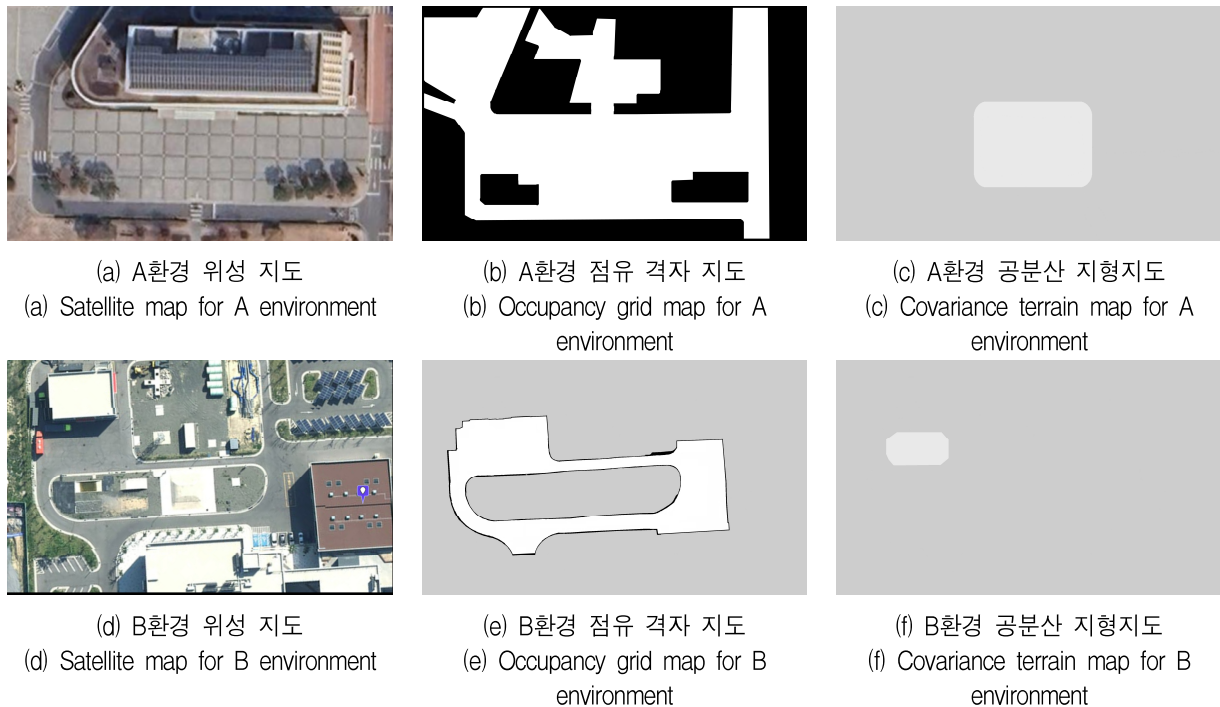 (a) A환경 위성 지도
(a) Satellite map for A environment
(b) A환경 점유 격자 지도
(b) Occupancy grid map for A
environment
(c) A환경 공분산 지형지도
(c) Covariance terrain map for A
environment
(d) B환경 위성 지도
(d) Satellite map for B environment
(e) B환경 점유 격자 지도
(e) Occupancy grid map for B
environment
(f) B환경 공분산 지형지도
(f) Covariance terrain map for B
environment